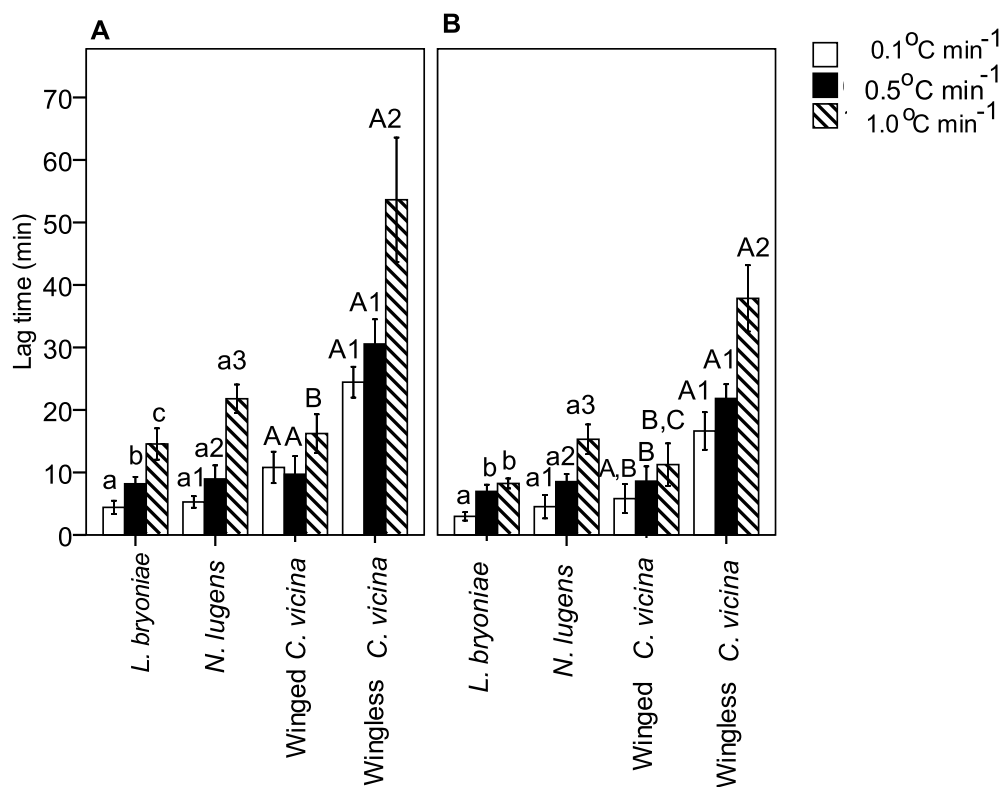 A
B
0.1°C min⁻¹
0.5°C min⁻¹
1.0°C min⁻¹
Lag time (min)
70
60
50
40
30
20
10
0
a
b
c
a1
a2
a3
A
A
B
A1
A1
A2
a
b
b
a1
a2
a3
A,B
B
B,C
A1
A1
A2
L. bryoniae
N. lugens
Winged C. vicina
Wingless C. vicina
L. bryoniae
N. lugens
Winged C. vicina
Wingless C. vicina